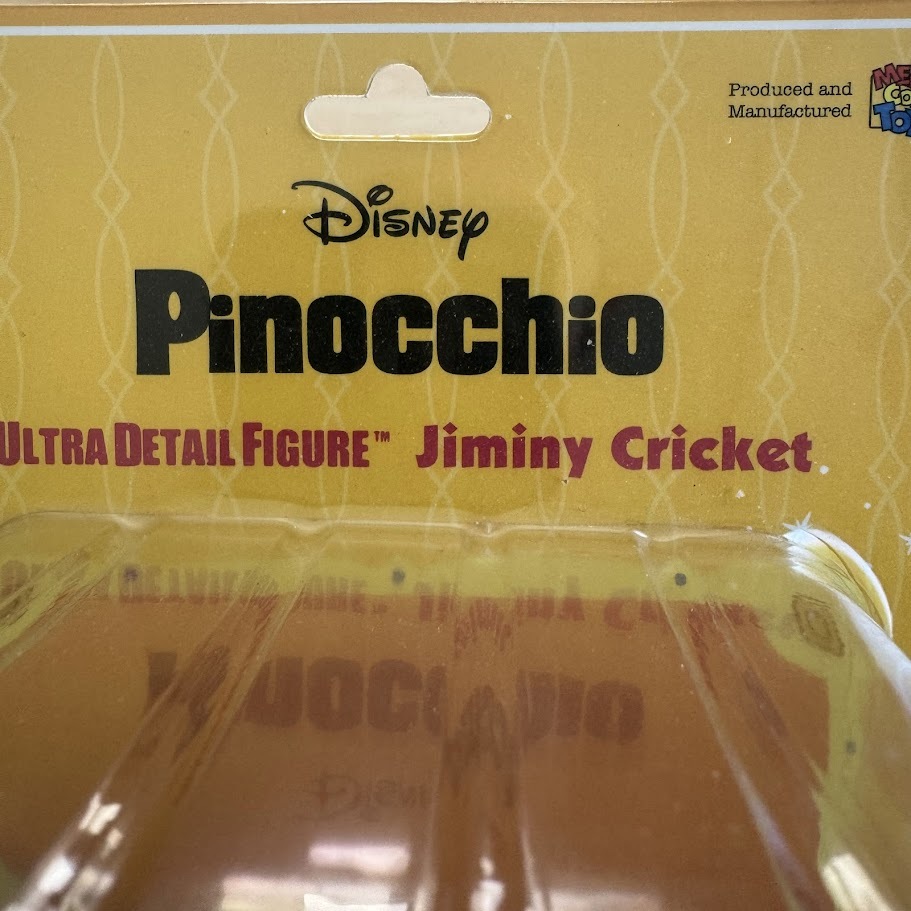 Produced and
Manufactured
Disney
Pinocchio
ULTRA DETAIL FIGURE™ Jiminy Cricket